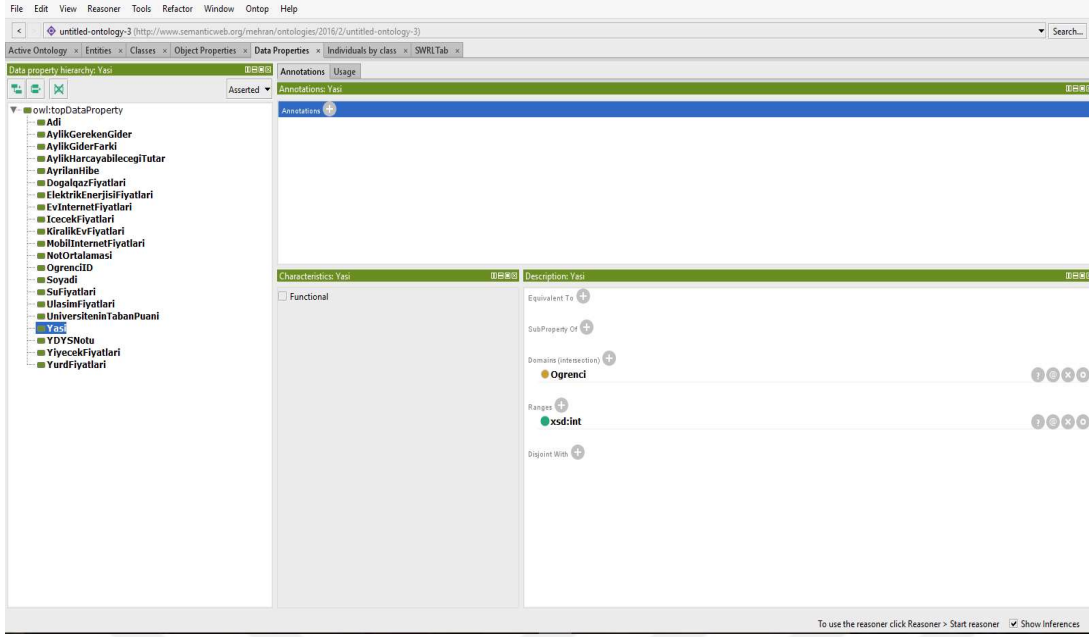 File Edit View Reasoner Tools Refactor Window Ontop Help
< untitled-ontology-3 (http://www.semanticweb.org/mehran/ontologies/2016/2/untitled-ontology-3) Search...
Active Ontology × Entities × Classes × Object Properties × Data Properties × Individuals by class × SWRLTab ×
Data property hierarchy: Yasi
Asserted
owl:topDataProperty
Adi
AylikGerekenGider
AylikGiderFarki
AylikHarcayabilecegiTutar
AyrilanHibe
DogalqazFiyatlari
ElektrikEnerjisiFiyatlari
EvInternetFiyatlari
IcecekFiyatlari
KiralikEvFiyatlari
MobilInternetFiyatlari
NotOrtalamasi
OgrenciID
Soyadi
SuFiyatlari
UlasimFiyatlari
UniversiteninTabanPuani
Yasi
YDYSNotu
YiyecekFiyatlari
YurdFiyatlari
Annotations Usage
Annotations: Yasi
Annotations +
Characteristics: Yasi
Functional
Description: Yasi
Equivalent To +
SubProperty Of +
Domains (intersection) +
Ogrenci
? @ × o
Ranges +
xsd:int
? @ × o
Disjoint With +
To use the reasoner click Reasoner > Start reasoner Show Inferences